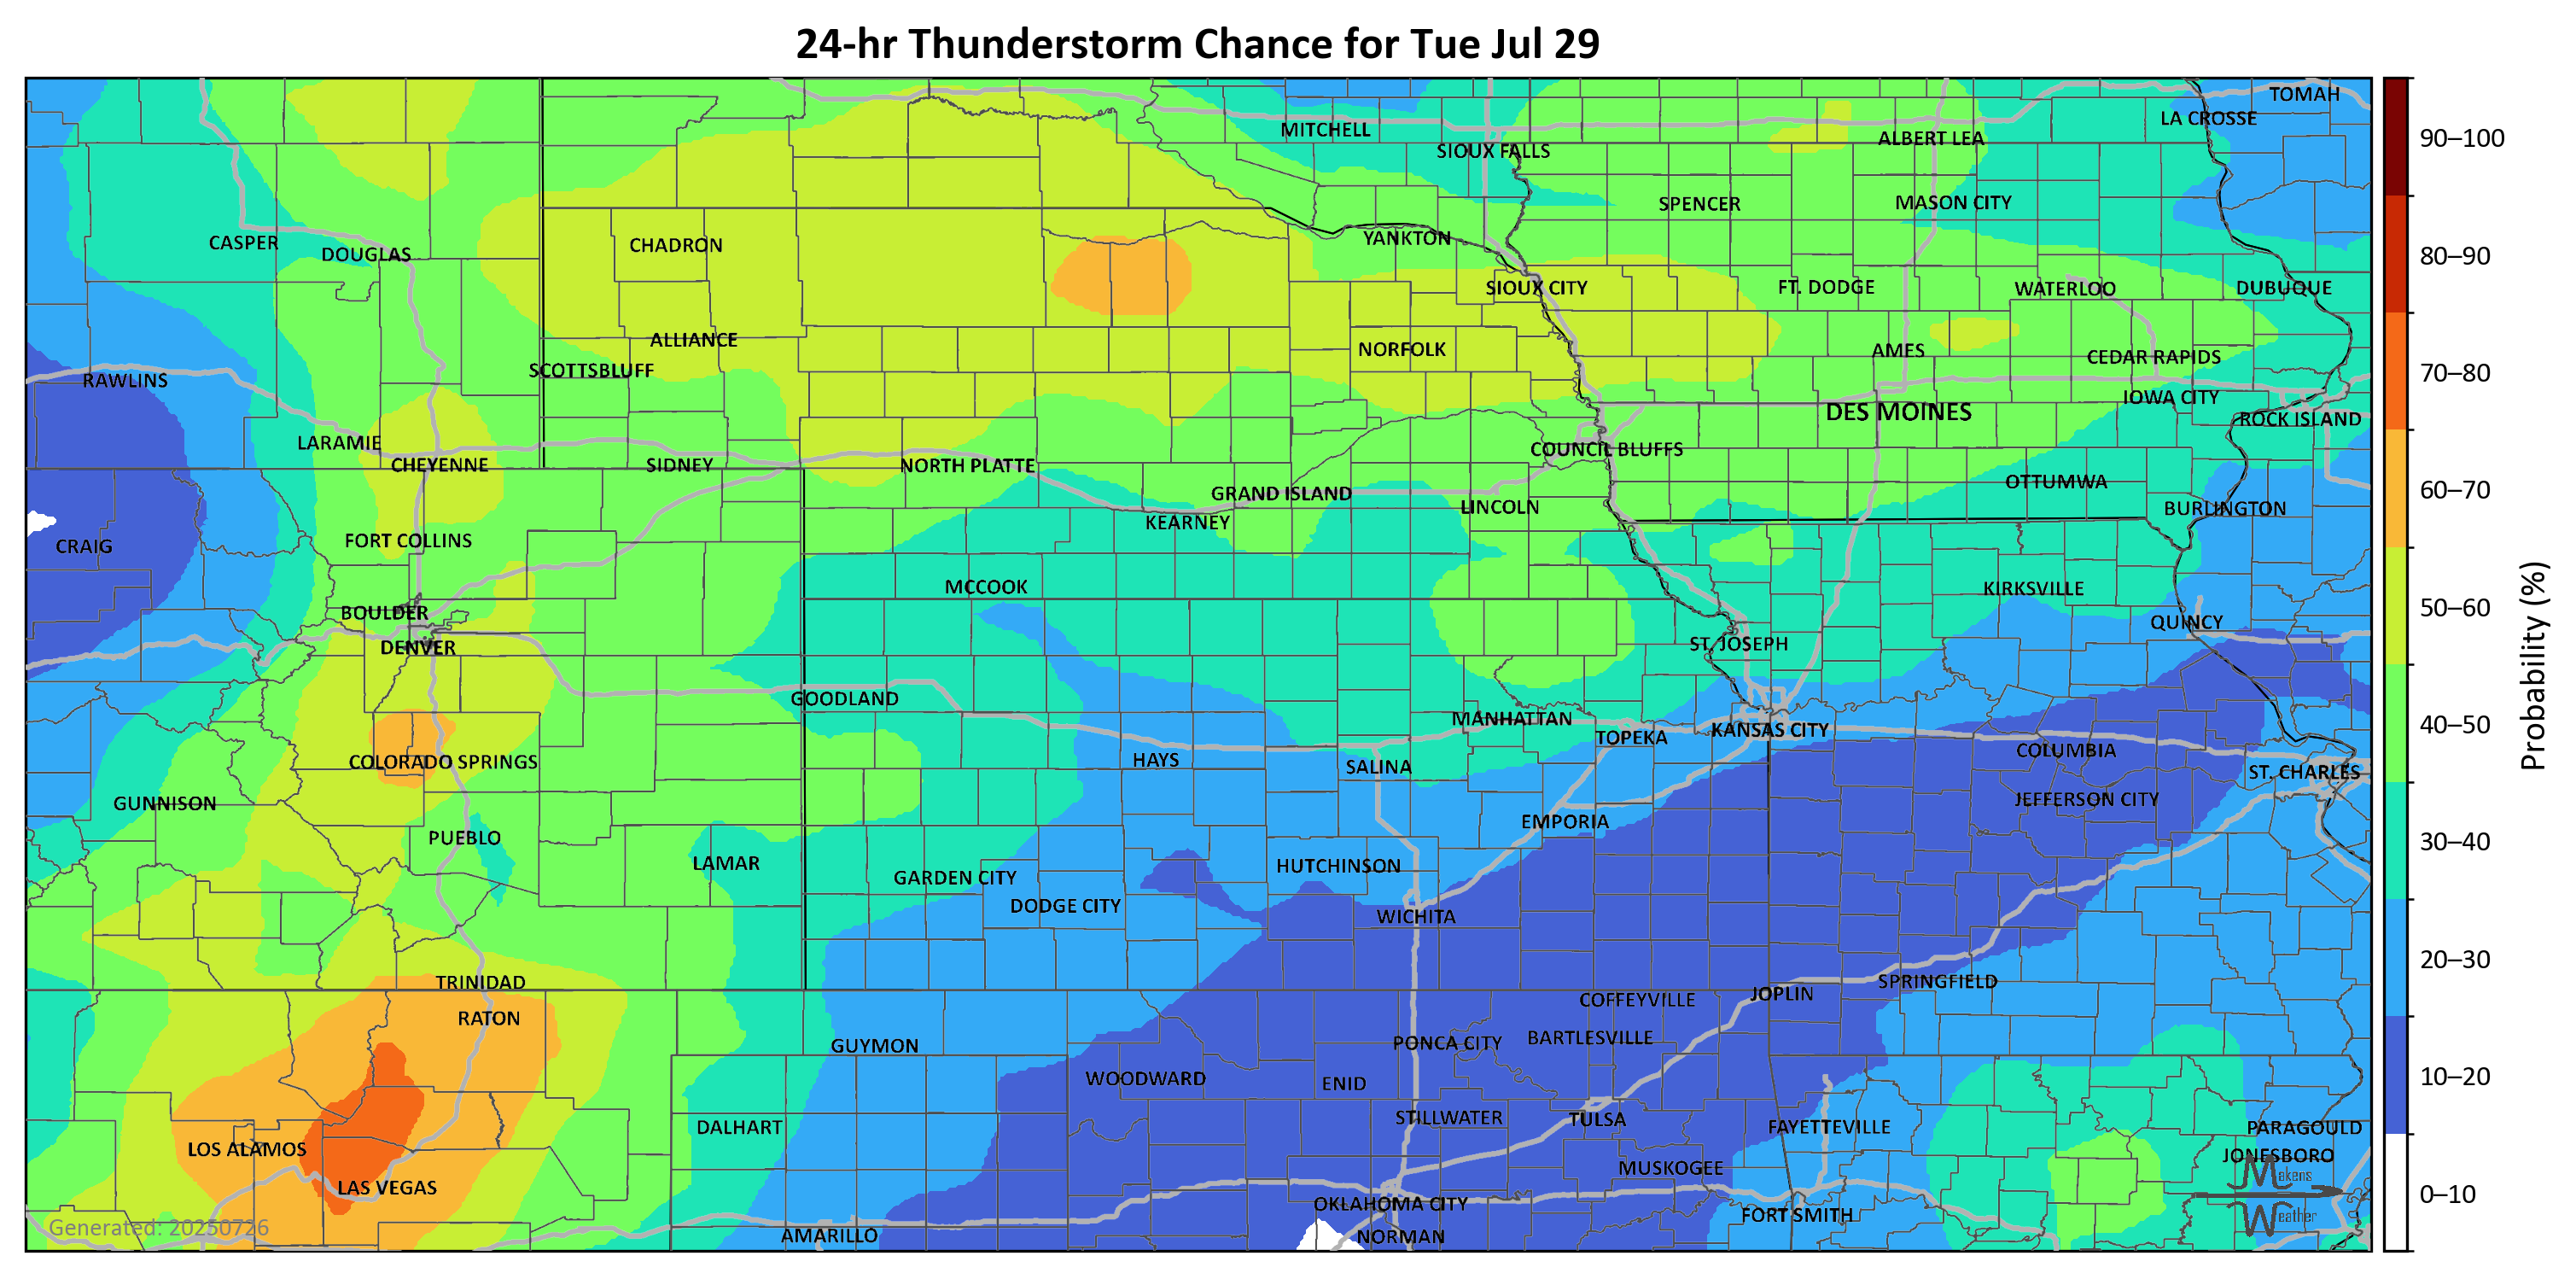 24-hr Thunderstorm Chance for Tue Jul 29
TOMAH
LA CROSSE
MITCHELL
ALBERT LEA
SIOUX FALLS
SPENCER
MASON CITY
YANKTON
CASPER
CHADRON
DOUGLAS
SIOUX CITY
FT. DODGE
WATERLOO
DUBUQUE
ALLIANCE
NORFOLK
AMES
CEDAR RAPIDS
SCOTTSBLUFF
RAWLINS
IOWA CITY
DES MOINES
ROCK ISLAND
LARAMIE
COUNCIL BLUFFS
CHEYENNE
SIDNEY
NORTH PLATTE
OTTUMWA
GRAND ISLAND
LINCOLN
BURLINGTON
KEARNEY
CRAIG
FORT COLLINS
MCCOOK
KIRKSVILLE
BOULDER
QUINCY
DENVER
ST. JOSEPH
GOODLAND
MANHATTAN
KANSAS CITY
TOPEKA
COLUMBIA
COLORADO SPRINGS
HAYS
SALINA
ST. CHARLES
GUNNISON
JEFFERSON CITY
EMPORIA
PUEBLO
LAMAR
HUTCHINSON
GARDEN CITY
DODGE CITY
WICHITA
TRINIDAD
SPRINGFIELD
JOPLIN
COFFEYVILLE
RATON
BARTLESVILLE
PONCA CITY
GUYMON
WOODWARD
ENID
STILLWATER
TULSA
DALHART
FAYETTEVILLE
PARAGOULD
LOS ALAMOS
JONESBORO
MUSKOGEE
LAS VEGAS
OKLAHOMA CITY
FORT SMITH
AMARILLO
NORMAN
Generated: 20250726
Makens
Weather
90–100
80–90
70–80
60–70
50–60
40–50
30–40
20–30
10–20
0–10
Probability (%)